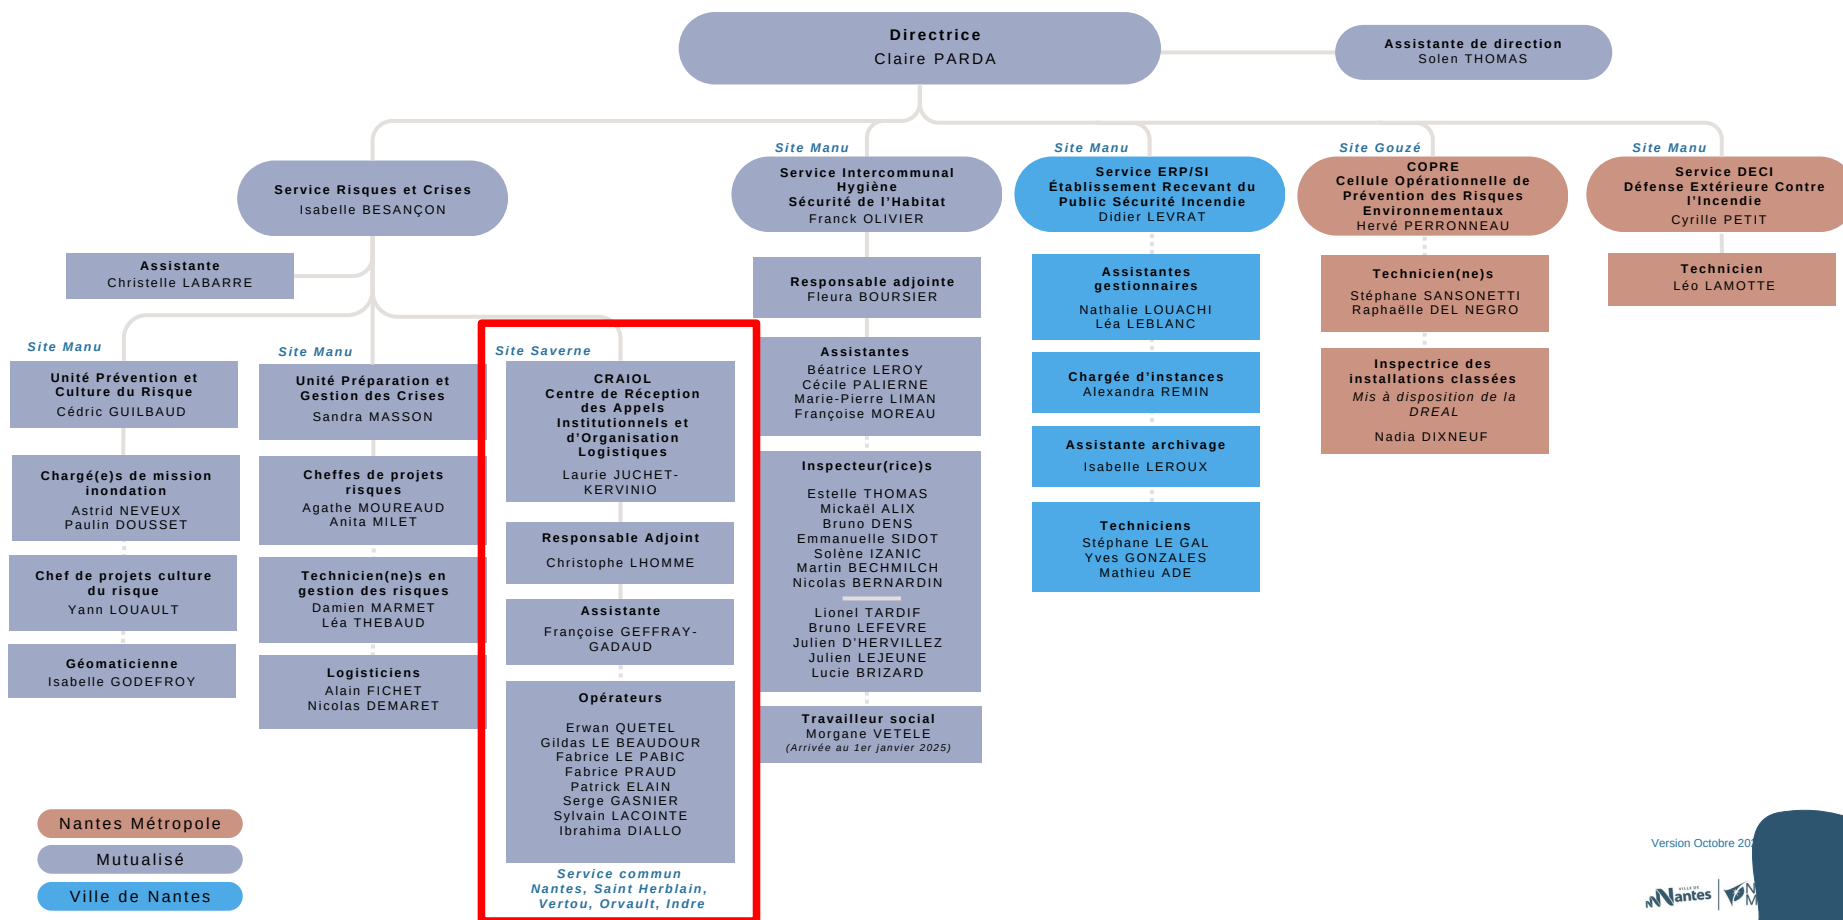 Directrice
Claire PARDA
Assistante de direction
Solen THOMAS
Service Risques et Crises
Isabelle BESANÇON
Assistante
Christelle LABARRE
Site Manu
Unité Prévention et
Culture du Risque
Cédric GUILBAUD
Chargé(e)s de mission
inondation
Astrid NEVEUX
Paulin DOUSSET
Chef de projets culture
du risque
Yann LOUAULT
Géomaticienne
Isabelle GODEFROY
Site Manu
Unité Préparation et
Gestion des Crises
Sandra MASSON
Cheffes de projets
risques
Agathe MOUREAUD
Anita MILET
Technicien(ne)s en
gestion des risques
Damien MARMET
Léa THEBAUD
Logisticiens
Alain FICHET
Nicolas DEMARET
Site Saverne
CRAIOL
Centre de Réception
des Appels
Institutionnels et
d'Organisation
Logistiques
Laurie JUCHET-
KERVINIO
Responsable Adjoint
Christophe LHOMME
Assistante
Françoise GEFFRAY-
GADAUD
Opérateurs
Erwan QUETEL
Gildas LE BEAUDOUR
Fabrice LE PABIC
Fabrice PRAUD
Patrick ELAIN
Serge GASNIER
Sylvain LACOINTE
Ibrahima DIALLO
Service commun
Nantes, Saint Herblain,
Vertou, Orvault, Indre
Site Manu
Service Intercommunal
Hygiène
Sécurité de l'Habitat
Franck OLIVIER
Responsable adjointe
Fleura BOURSIER
Assistantes
Béatrice LEROY
Cécile PALIERNE
Marie-Pierre LIMAN
Françoise MOREAU
Inspecteur(rice)s
Estelle THOMAS
Mickaël ALIX
Bruno DENS
Emmanuelle SIDOT
Solène IZANIC
Martin BECHMILCH
Nicolas BERNARDIN
Lionel TARDIF
Bruno LEFEVRE
Julien D'HERVILLEZ
Julien LEJEUNE
Lucie BRIZARD
Travailleur social
Morgane VETELE
(Arrivée au 1er janvier 2025)
Site Manu
Service ERP/SI
Établissement Recevant du
Public Sécurité Incendie
Didier LEVRAT
Assistantes
gestionnaires
Nathalie LOUACHI
Léa LEBLANC
Chargée d'instances
Alexandra REMIN
Assistante archivage
Isabelle LEROUX
Techniciens
Stéphane LE GAL
Yves GONZALES
Mathieu ADE
Site Gouzé
COPRE
Cellule Opérationnelle de
Prévention des Risques
Environnementaux
Hervé PERRONNEAU
Technicien(ne)s
Stéphane SANSONETTI
Raphaëlle DEL NEGRO
Inspectrice des
installations classées
Mis à disposition de la
DREAL
Nadia DIXNEUF
Site Manu
Service DECI
Défense Extérieure Contre
l'Incendie
Cyrille PETIT
Technicien
Léo LAMOTTE
Nantes Métropole
Mutualisé
Ville de Nantes
Version Octobre
VILLE DE
Nantes